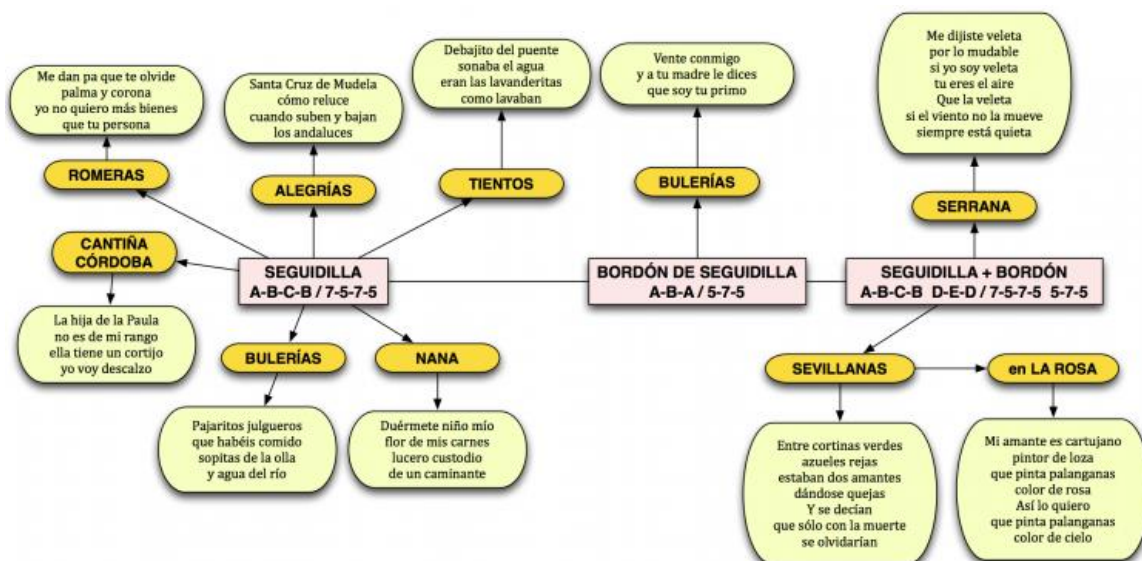 Me dan pa que te olvide
palma y corona
yo no quiero más bienes
que tu persona
ROMERAS
Santa Cruz de Mudela
cómo reluce
cuando suben y bajan
los andaluces
ALEGRÍAS
Debajito del puente
sonaba el agua
eran las lavanderitas
como lavaban
TIENTOS
Vente conmigo
y a tu madre le dices
que soy tu primo
BULERÍAS
Me dijiste veleta
por lo mudable
si yo soy veleta
tu eres el aire
Que la veleta
si el viento no la mueve
siempre está quieta
SERRANA
CANTIÑA
CÓRDOBA
La hija de la Paula
no es de mi rango
ella tiene un cortijo
yo voy descalzo
SEGUIDILLA
A-B-C-B / 7-5-7-5
BORDÓN DE SEGUIDILLA
A-B-A / 5-7-5
SEGUIDILLA + BORDÓN
A-B-C-B D-E-D / 7-5-7-5 5-7-5
BULERÍAS
Pajaritos julgueros
que habéis comido
sopitas de la olla
y agua del río
NANA
Duérmete niño mío
flor de mis carnes
lucero custodio
de un caminante
SEVILLANAS
Entre cortinas verdes
azueles rejas
estaban dos amantes
dándose quejas
Y se decían
que sólo con la muerte
se olvidarían
en LA ROSA
Mi amante es cartujano
pintor de loza
que pinta palanganas
color de rosa
Así lo quiero
que pinta palanganas
color de cielo